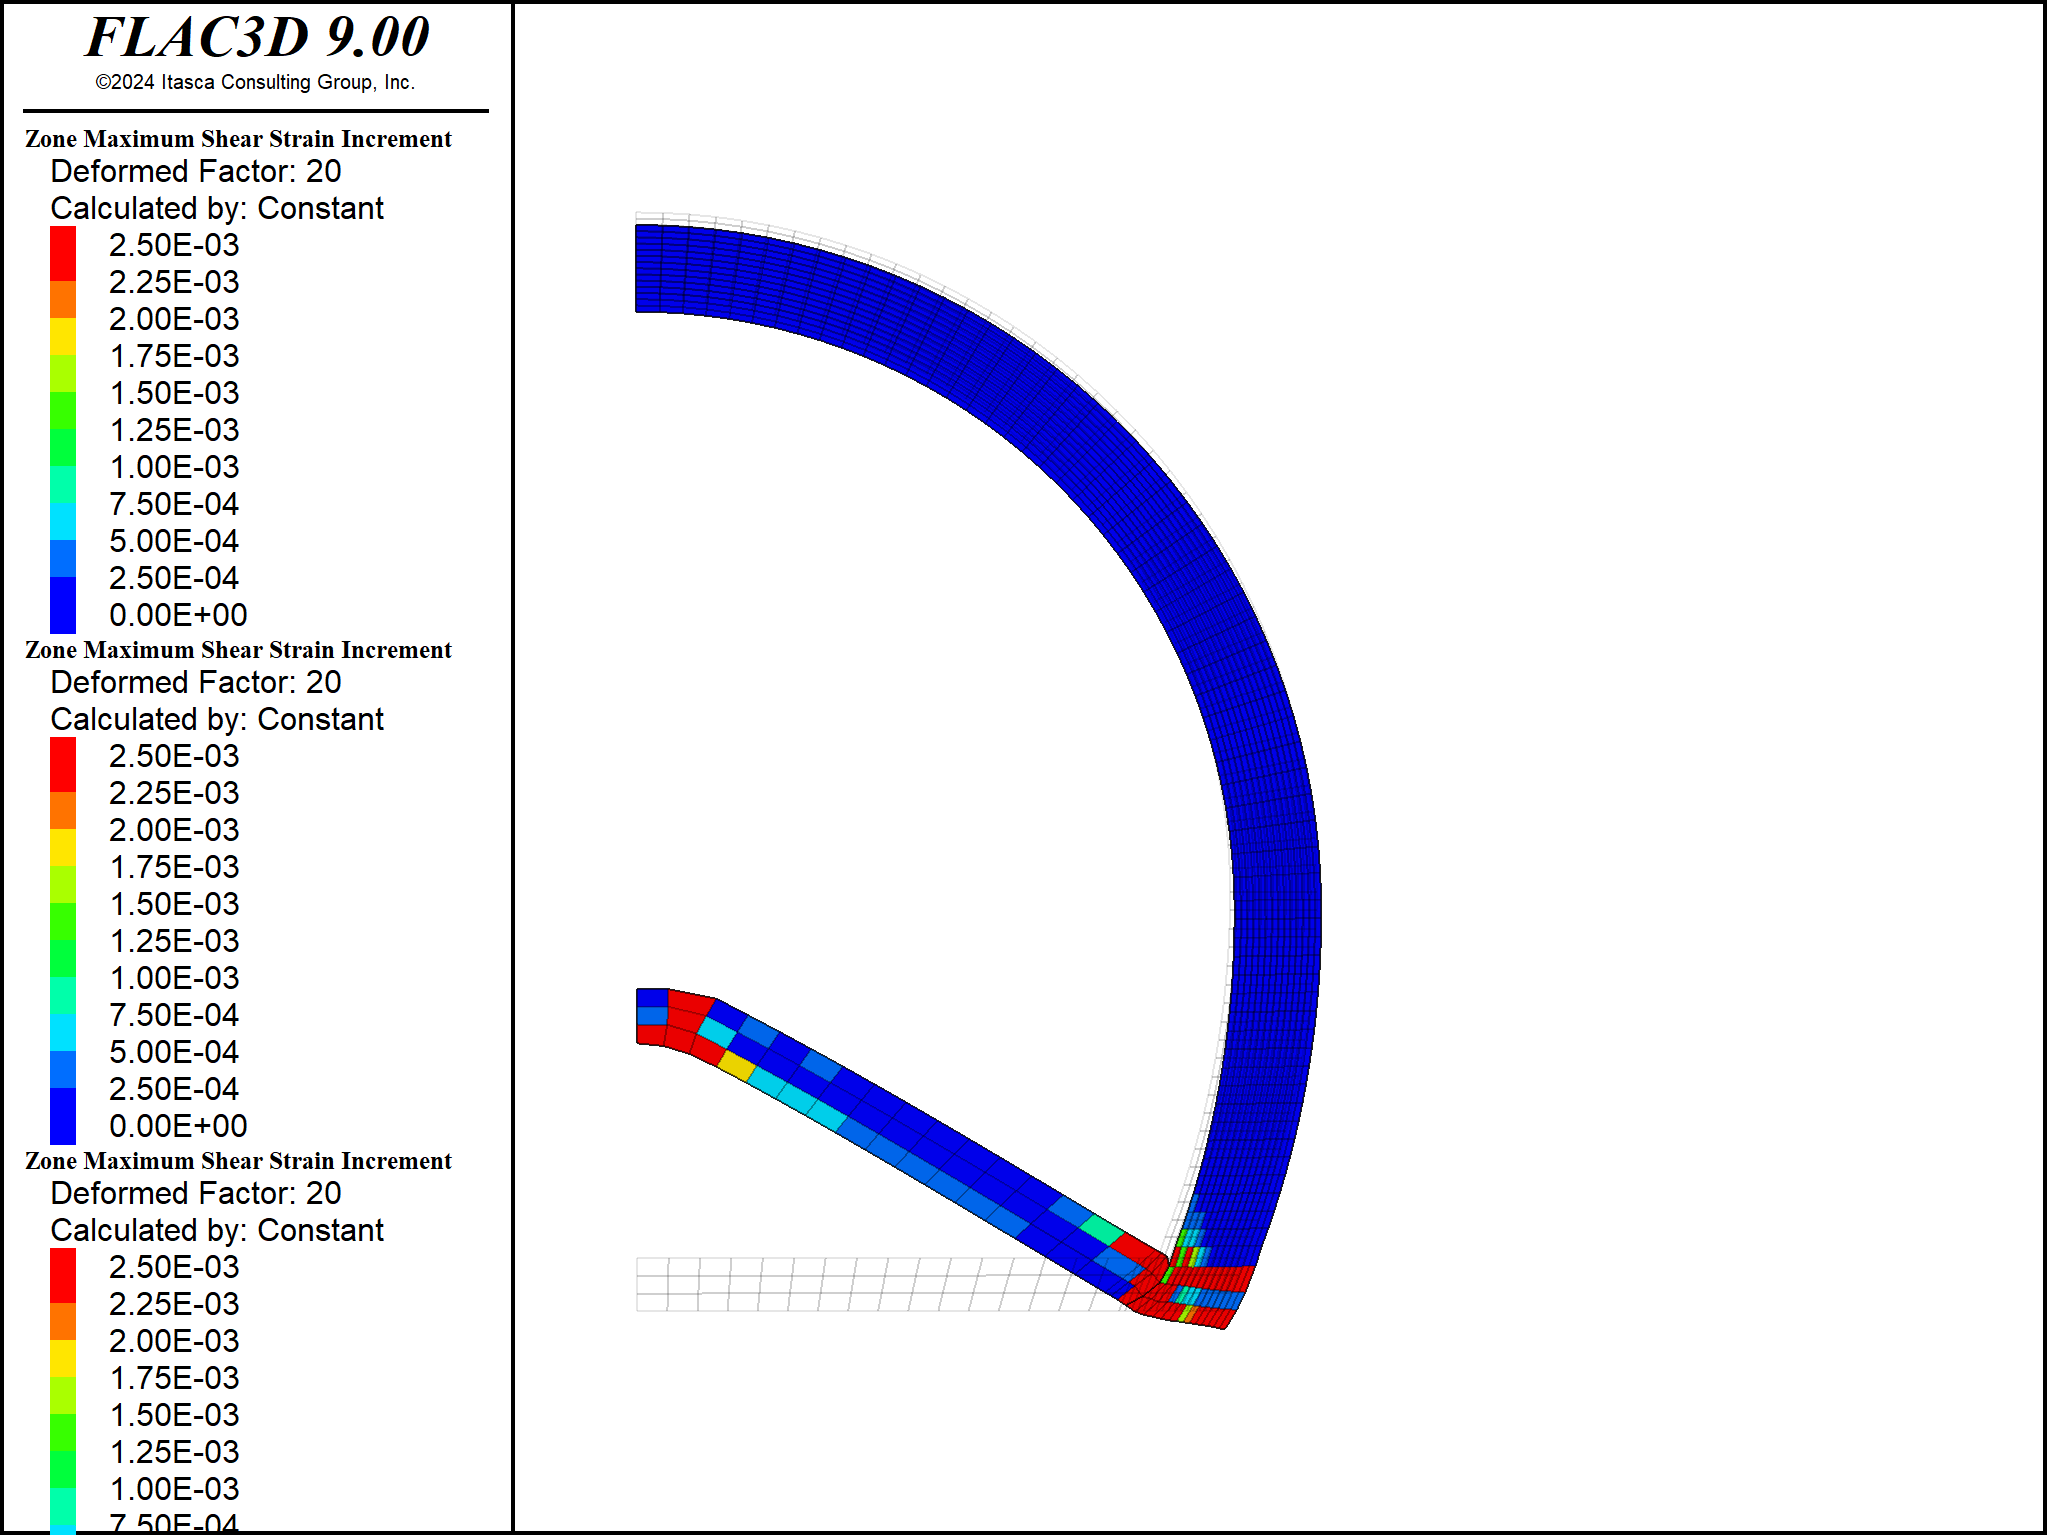 FLAC3D 9.00
©2024 Itasca Consulting Group, Inc.
Zone Maximum Shear Strain Increment
Deformed Factor: 20
Calculated by: Constant
2.50E-03
2.25E-03
2.00E-03
1.75E-03
1.50E-03
1.25E-03
1.00E-03
7.50E-04
5.00E-04
2.50E-04
0.00E+00
Zone Maximum Shear Strain Increment
Deformed Factor: 20
Calculated by: Constant
2.50E-03
2.25E-03
2.00E-03
1.75E-03
1.50E-03
1.25E-03
1.00E-03
7.50E-04
5.00E-04
2.50E-04
0.00E+00
Zone Maximum Shear Strain Increment
Deformed Factor: 20
Calculated by: Constant
2.50E-03
2.25E-03
2.00E-03
1.75E-03
1.50E-03
1.25E-03
1.00E-03
7.50E-04